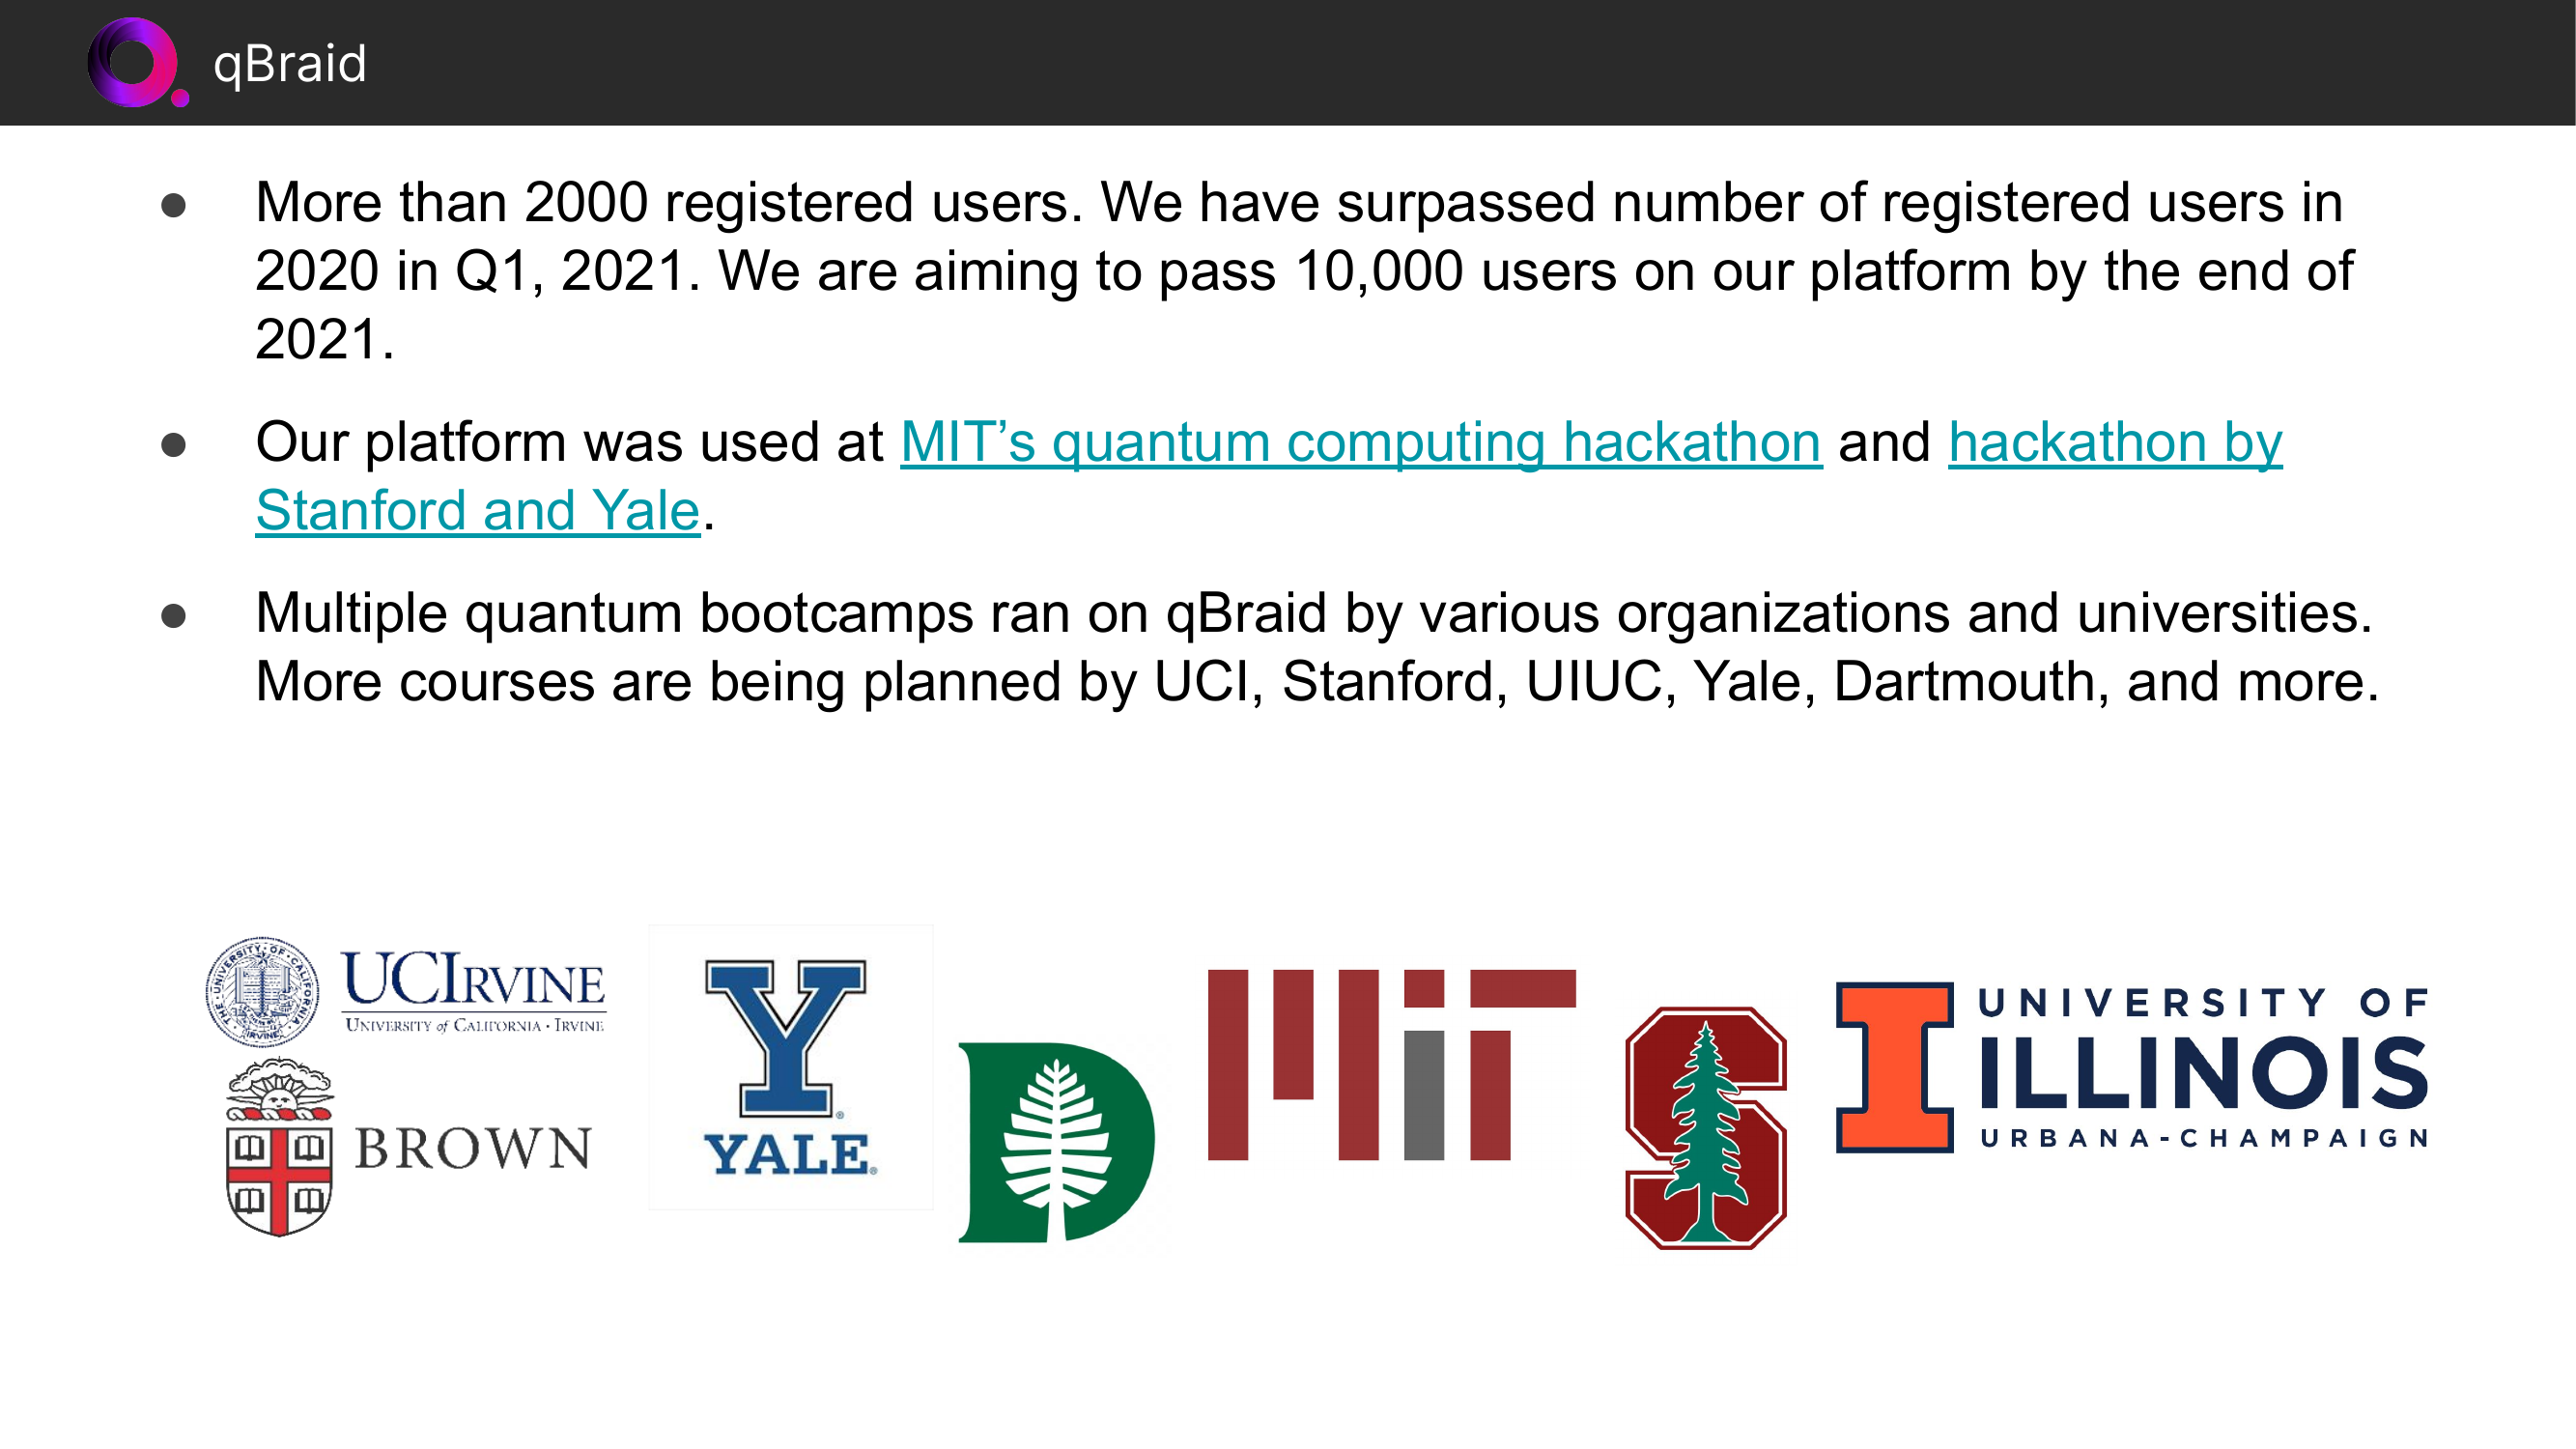 qBraid
● More than 2000 registered users. We have surpassed number of registered users in
2020 in Q1, 2021. We are aiming to pass 10,000 users on our platform by the end of
2021.
● Our platform was used at MIT’s quantum computing hackathon and hackathon by
Stanford and Yale.
● Multiple quantum bootcamps ran on qBraid by various organizations and universities.
More courses are being planned by UCI, Stanford, UIUC, Yale, Dartmouth, and more.
THE · UNIVERSITY · OF · CALIFORNIA · IRVINE
UCIRVINE
UNIVERSITY of CALIFORNIA · IRVINE
BROWN
Y
YALE
D
MIT
S
I
UNIVERSITY OF
ILLINOIS
URBANA-CHAMPAIGN